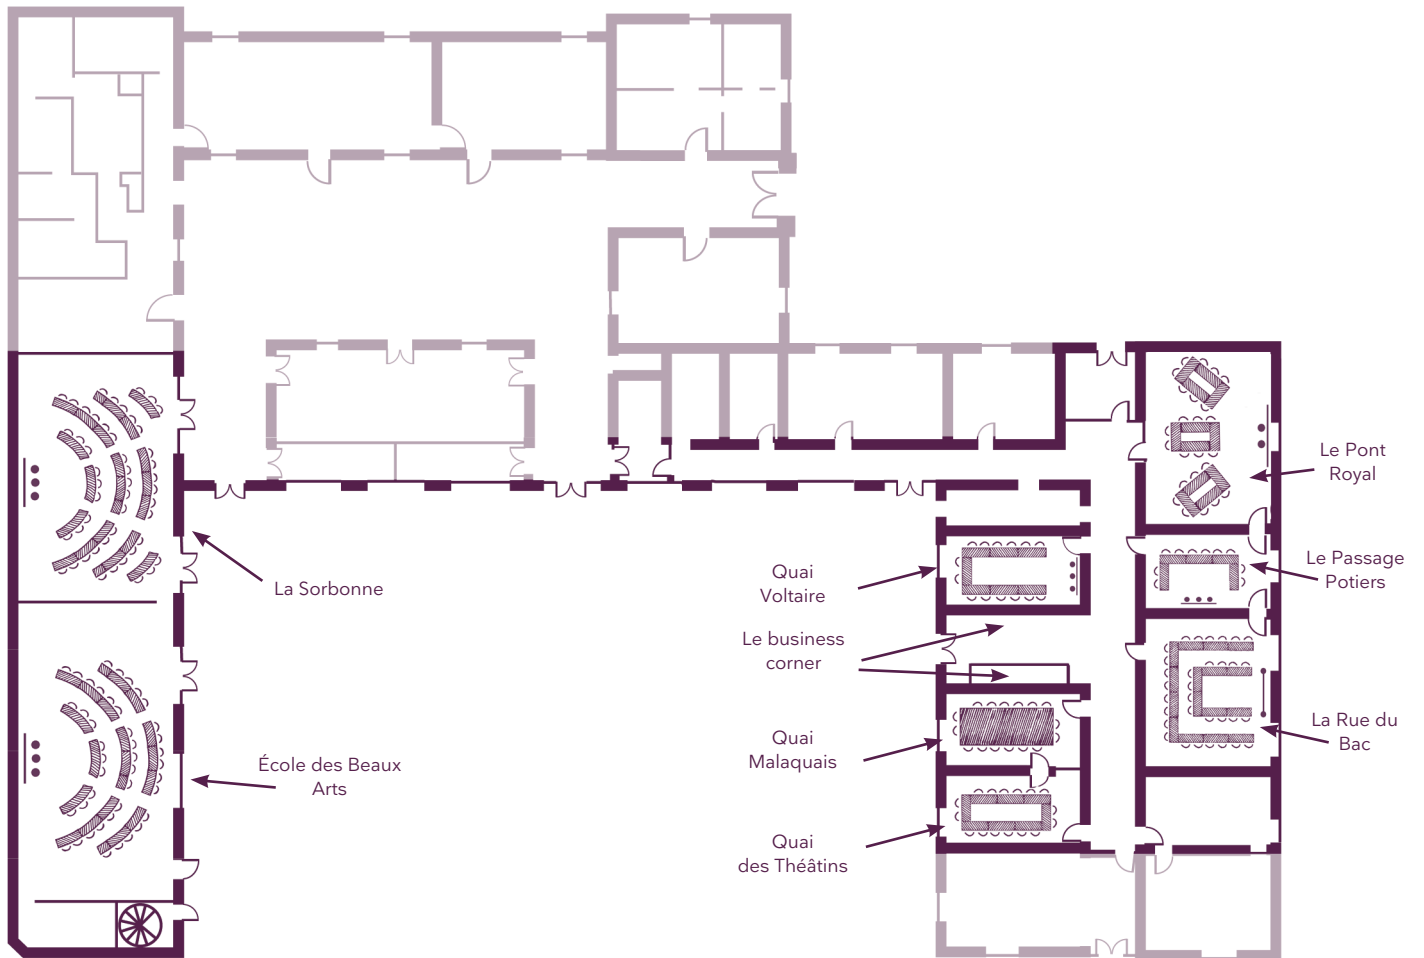 Le Pont
Royal
Le Passage
Potiers
Quai
Voltaire
La Sorbonne
Le business
corner
La Rue du
Bac
Quai
Malaquais
École des Beaux
Arts
Quai
des Théâtins